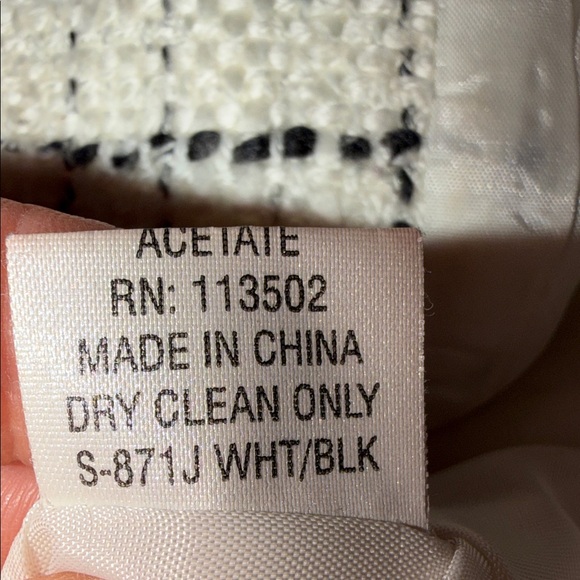 ACETATE
RN: 113502
MADE IN CHINA
DRY CLEAN ONLY
S-871J WHT/BLK